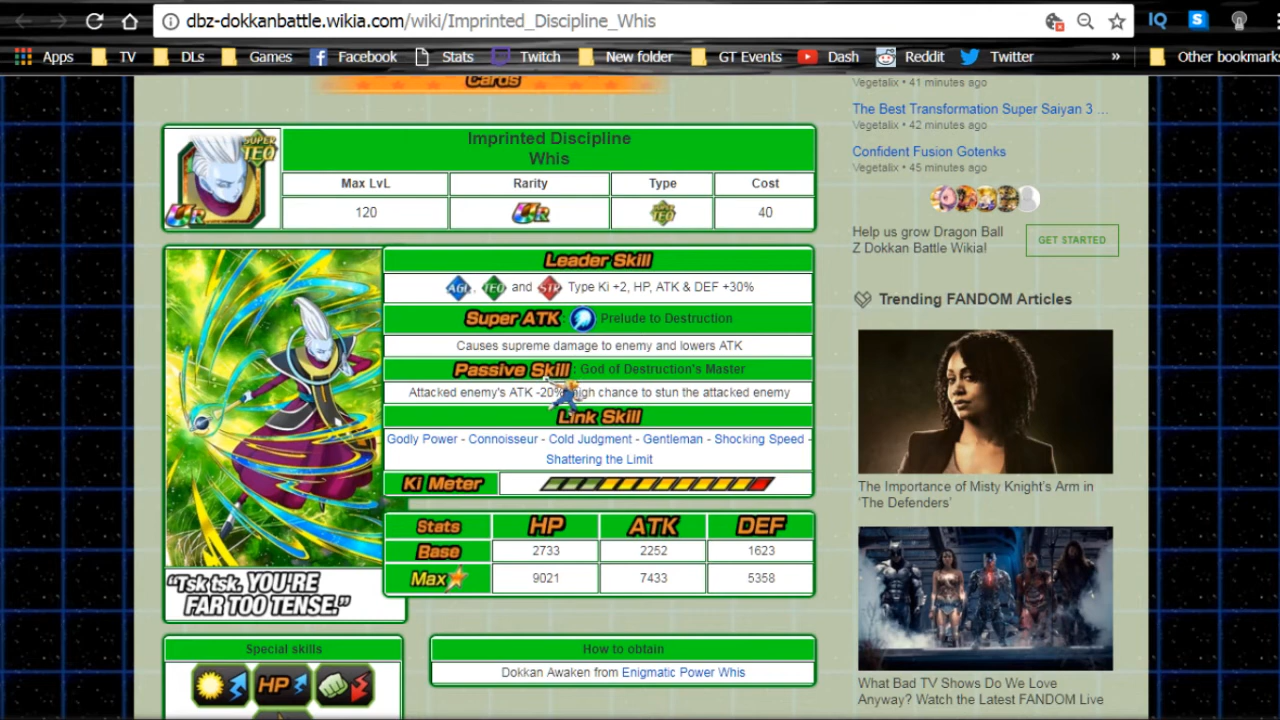 dbz-dokkanbattle.wikia.com/wiki/Imprinted_Discipline_Whis
IQ
S
Apps
TV
DLs
Games
Facebook
Stats
Twitch
New folder
GT Events
Dash
Reddit
Twitter
»
Other bookmarks
Cards
SUPER TEQ
UR
Imprinted Discipline
Whis
Max LvL
Rarity
Type
Cost
120
UR
SUPER TEQ
40
Leader Skill
AGL, TEQ and STR Type Ki +2, HP, ATK & DEF +30%
Super ATK: Prelude to Destruction
Causes supreme damage to enemy and lowers ATK
Passive Skill: God of Destruction's Master
Attacked enemy's ATK -20% high chance to stun the attacked enemy
Link Skill
Godly Power - Connoisseur - Cold Judgment - Gentleman - Shocking Speed -
Shattering the Limit
Ki Meter
Stats HP ATK DEF
Base 2733 2252 1623
Max 9021 7433 5358
"Tsk tsk. YOU'RE
FAR TOO TENSE."
Special skills
HP
How to obtain
Dokkan Awaken from Enigmatic Power Whis
Vegetalix • 41 minutes ago
The Best Transformation Super Saiyan 3 ...
Vegetalix • 42 minutes ago
Confident Fusion Gotenks
Vegetalix • 45 minutes ago
Help us grow Dragon Ball
Z Dokkan Battle Wikia!
GET STARTED
Trending FANDOM Articles
The Importance of Misty Knight's Arm in
'The Defenders'
What Bad TV Shows Do We Love
Anyway? Watch the Latest FANDOM Live